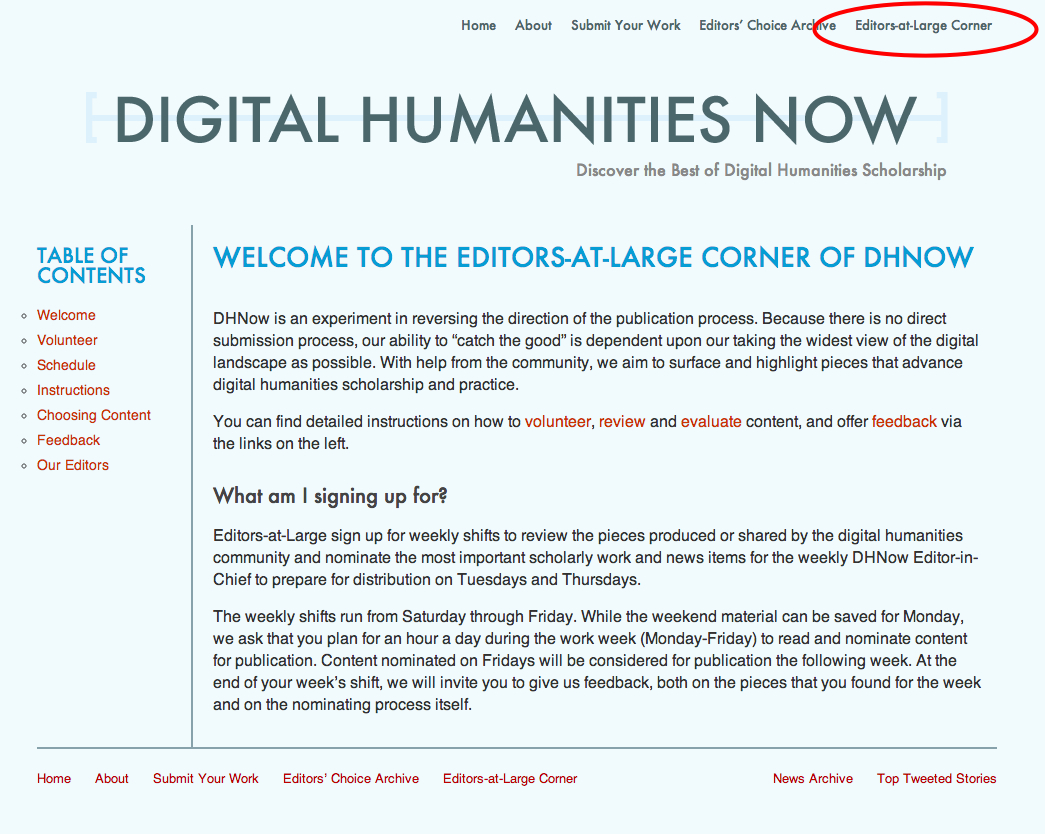 Home About Submit Your Work Editors’ Choice Archive Editors-at-Large Corner
[DIGITAL HUMANITIES NOW]
Discover the Best of Digital Humanities Scholarship
TABLE OF
CONTENTS
Welcome
Volunteer
Schedule
Instructions
Choosing Content
Feedback
Our Editors
WELCOME TO THE EDITORS-AT-LARGE CORNER OF DHNOW
DHNow is an experiment in reversing the direction of the publication process. Because there is no direct
submission process, our ability to “catch the good” is dependent upon our taking the widest view of the digital
landscape as possible. With help from the community, we aim to surface and highlight pieces that advance
digital humanities scholarship and practice.
You can find detailed instructions on how to volunteer, review and evaluate content, and offer feedback via
the links on the left.
What am I signing up for?
Editors-at-Large sign up for weekly shifts to review the pieces produced or shared by the digital humanities
community and nominate the most important scholarly work and news items for the weekly DHNow Editor-in-
Chief to prepare for distribution on Tuesdays and Thursdays.
The weekly shifts run from Saturday through Friday. While the weekend material can be saved for Monday,
we ask that you plan for an hour a day during the work week (Monday-Friday) to read and nominate content
for publication. Content nominated on Fridays will be considered for publication the following week. At the
end of your week’s shift, we will invite you to give us feedback, both on the pieces that you found for the week
and on the nominating process itself.
Home About Submit Your Work Editors’ Choice Archive Editors-at-Large Corner News Archive Top Tweeted Stories